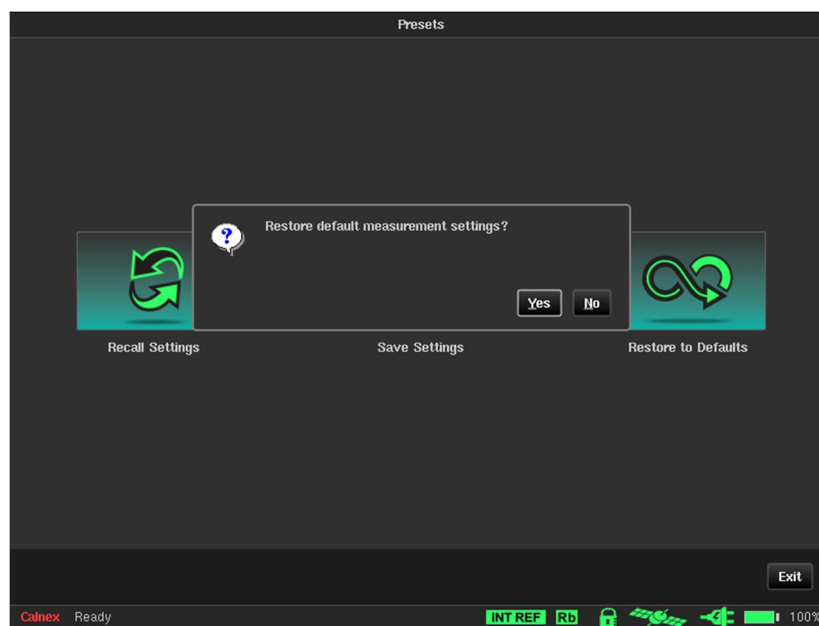 Presets
Restore default measurement settings?
Yes No
Recall Settings Save Settings Restore to Defaults
Exit
Calnex Ready INT REF Rb 100%